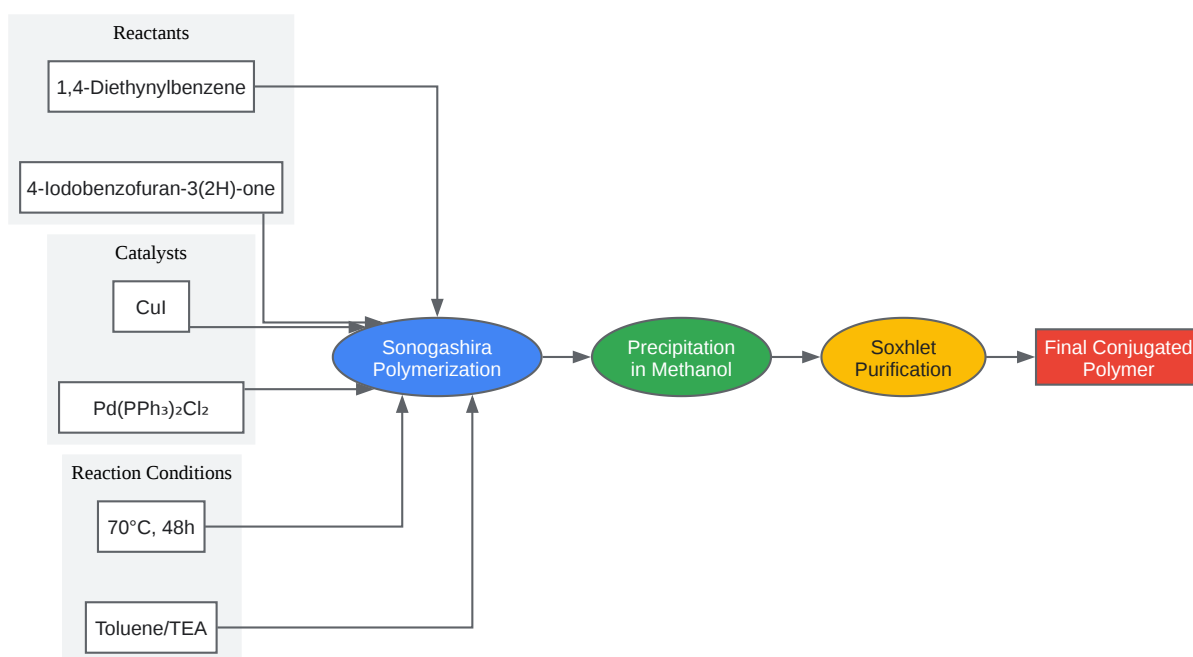 Reactants
1,4-Diethynylbenzene
4-Iodobenzofuran-3(2H)-one
Catalysts
CuI
Pd(PPh₃)₂Cl₂
Reaction Conditions
70°C, 48h
Toluene/TEA
Sonogashira
Polymerization
Precipitation
in Methanol
Soxhlet
Purification
Final Conjugated
Polymer